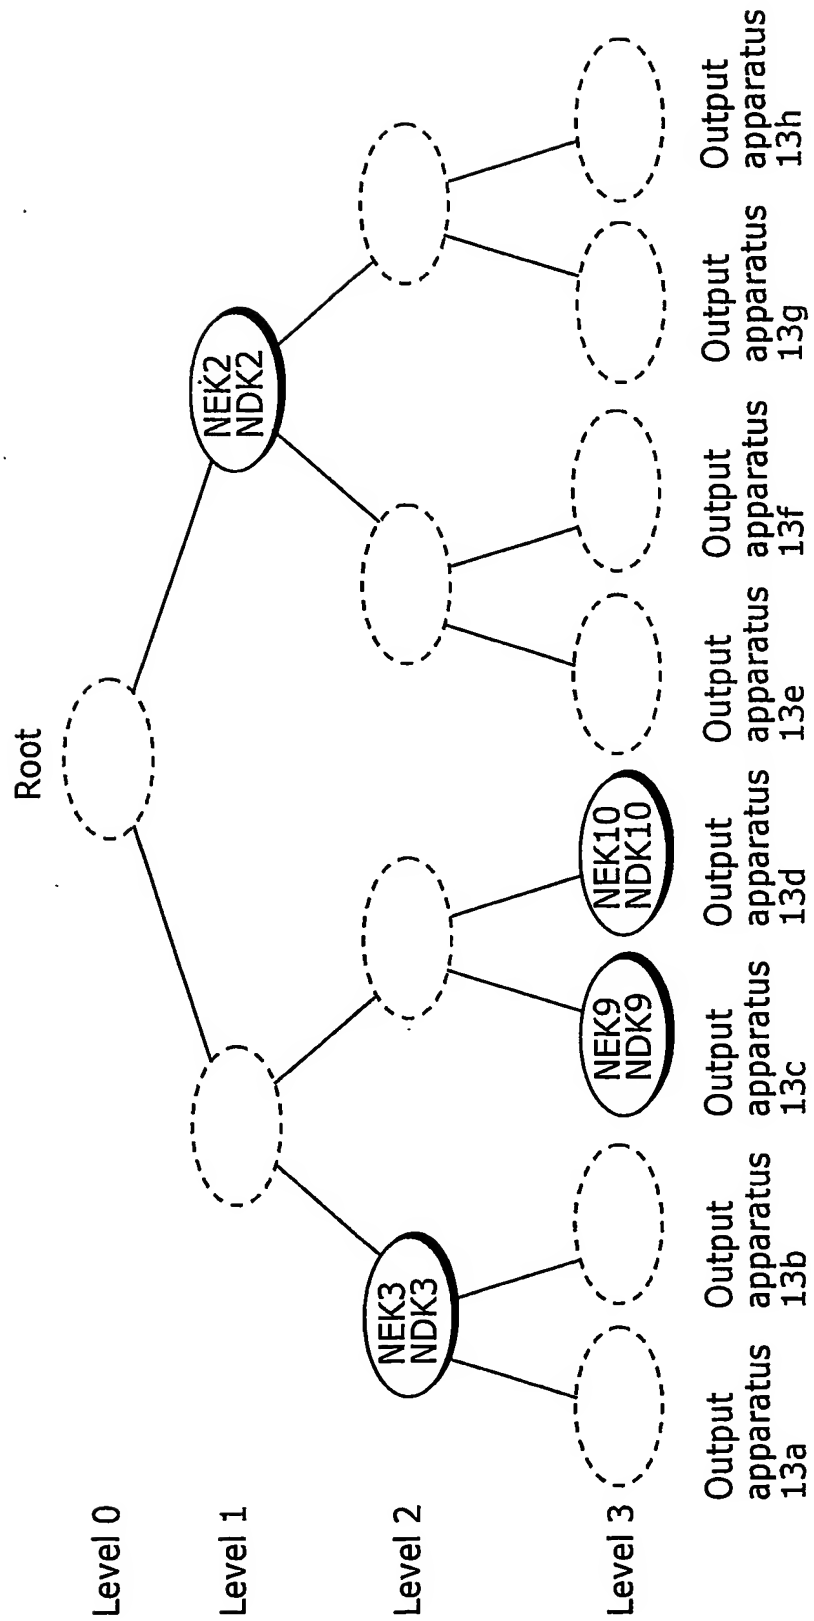 Root
Level 0
Level 1
NEK2
NDK2
Level 2
NEK3
NDK3
Level 3
NEK9
NDK9
NEK10
NDK10
Output
apparatus
13a
Output
apparatus
13b
Output
apparatus
13c
Output
apparatus
13d
Output
apparatus
13e
Output
apparatus
13f
Output
apparatus
13g
Output
apparatus
13h